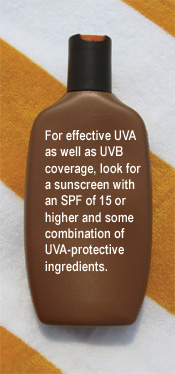 For effective UVA
as well as UVB
coverage, look for
a sunscreen with
an SPF of 15 or
higher and some
combination of
UVA-protective
ingredients.